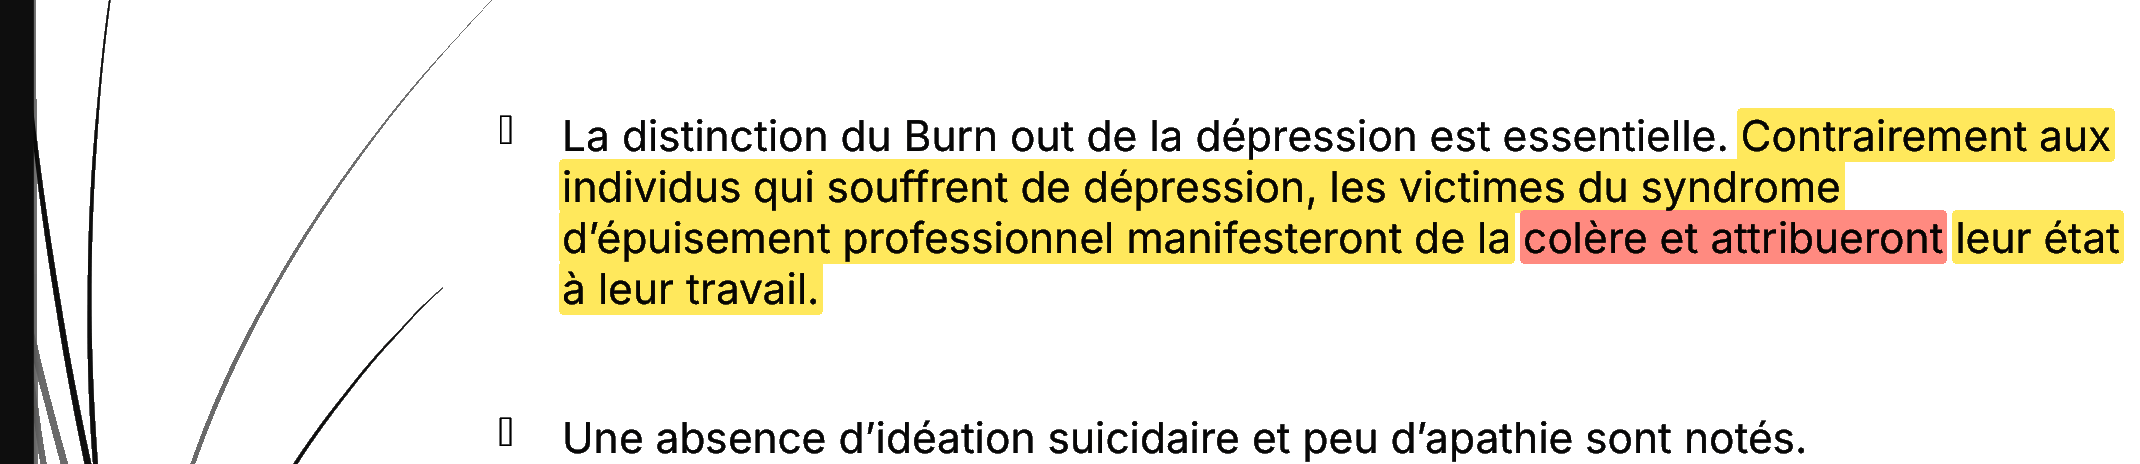 La distinction du Burn out de la dépression est essentielle. Contrairement aux
individus qui souffrent de dépression, les victimes du syndrome
d’épuisement professionnel manifesteront de la colère et attribueront leur état
à leur travail.
Une absence d’idéation suicidaire et peu d’apathie sont notés.